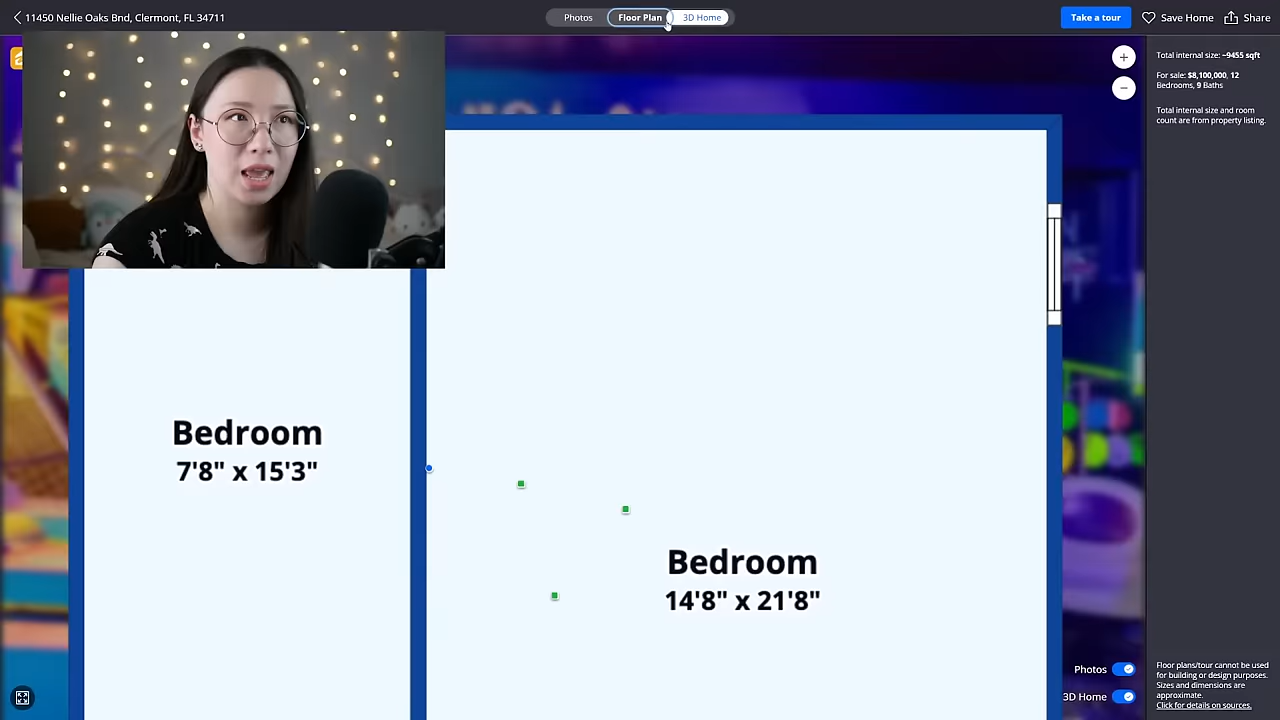 11450 Nellie Oaks Bnd, Clermont, FL 34711
Photos
Floor Plan
3D Home
Take a tour
Save home
Share
Total internal size: ~9455 sqft
For sale: $8,100,000, 12
Bedrooms, 9 Baths
Total internal size and room
count are from property listing.
Bedroom
7'8" x 15'3"
Bedroom
14'8" x 21'8"
Photos
3D Home
Floor plans/tour cannot be used
for building or design purposes.
Sizes and dimensions are
approximate.
Click for details on sources.